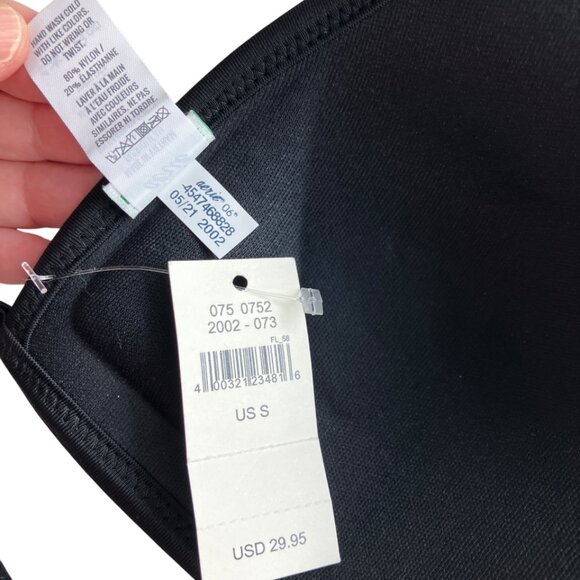 HAND WASH COLD
WITH LIKE COLORS.
DO NOT WRING OR
TWIST.
80% NYLON /
20% ELASTHANNE
LAVER À LA MAIN
À L'EAU FROIDE
AVEC COULEURS
SIMILAIRES. NE PAS
ESSORER NI TORDRE.
aerie 06"
4547468828
05/21 2002
075 0752
2002 - 073
FL_58
4 00321 23481 6
US S
USD 29.95